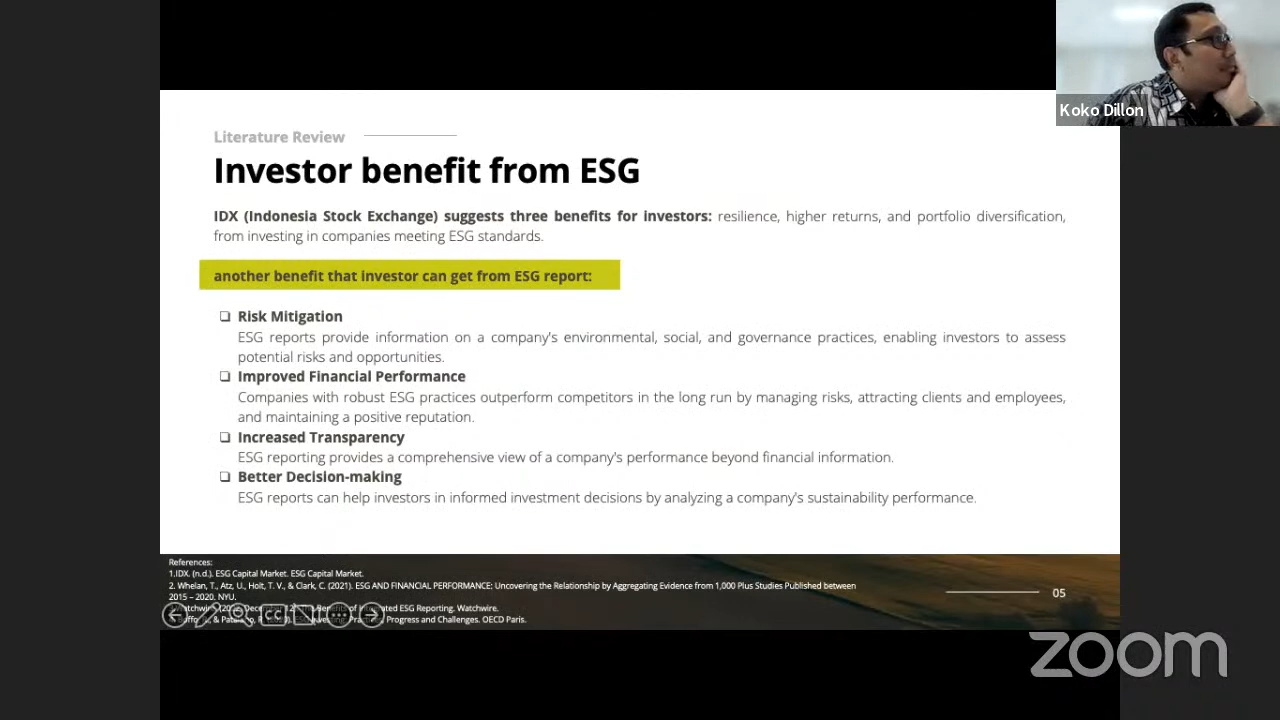 Koko Dillon
Literature Review
Investor benefit from ESG
IDX (Indonesia Stock Exchange) suggests three benefits for investors: resilience, higher returns, and portfolio diversification,
from investing in companies meeting ESG standards.
another benefit that investor can get from ESG report:
Risk Mitigation
ESG reports provide information on a company's environmental, social, and governance practices, enabling investors to assess
potential risks and opportunities.
Improved Financial Performance
Companies with robust ESG practices outperform competitors in the long run by managing risks, attracting clients and employees,
and maintaining a positive reputation.
Increased Transparency
ESG reporting provides a comprehensive view of a company's performance beyond financial information.
Better Decision-making
ESG reports can help investors in informed investment decisions by analyzing a company's sustainability performance.
References:
1.IDX. (n.d.). ESG Capital Market. ESG Capital Market.
2. Whelan, T., Atz, U., Holt, T. V., & Clark, C. (2021). ESG AND FINANCIAL PERFORMANCE: Uncovering the Relationship by Aggregating Evidence from 1,000 Plus Studies Published between
2015 – 2020. NYU.
ESG Reporting. Watchwire.
Progress and Challenges. OECD Paris.
05
zoom